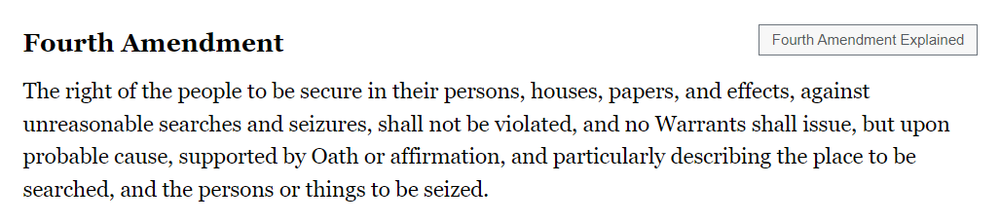 Fourth Amendment
Fourth Amendment Explained
The right of the people to be secure in their persons, houses, papers, and effects, against
unreasonable searches and seizures, shall not be violated, and no Warrants shall issue, but upon
probable cause, supported by Oath or affirmation, and particularly describing the place to be
searched, and the persons or things to be seized.